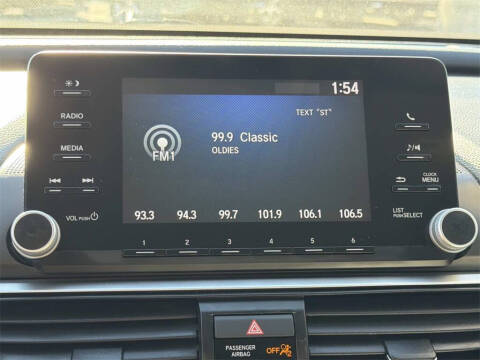 1:54
TEXT "ST"
RADIO
99.9 Classic
OLDIES
FM1
MEDIA
CLOCK
MENU
VOL PUSH
LIST
PUSH SELECT
93.3 94.3 99.7 101.9 106.1 106.5
1 2 3 4 5 6
PASSENGER
AIRBAG
OFF